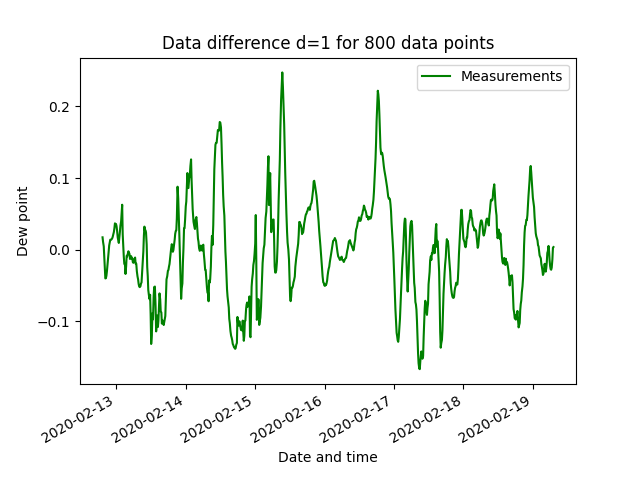 Data difference d=1 for 800 data points
Measurements
Dew point
0.2
0.1
0.0
−0.1
2020-02-13
2020-02-14
2020-02-15
2020-02-16
2020-02-17
2020-02-18
2020-02-19
Date and time